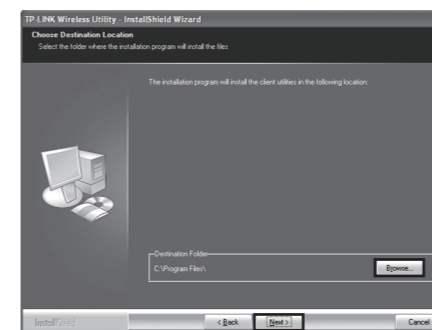 TP-LINK Wireless Utility - InstallShield Wizard
Choose Destination Location
Select the folder where the installation program will install the files
The installation program will install the client utilities in the following location:
Destination Folder
C:\Program Files\
Browse...
InstallShield
< Back
Next >
Cancel